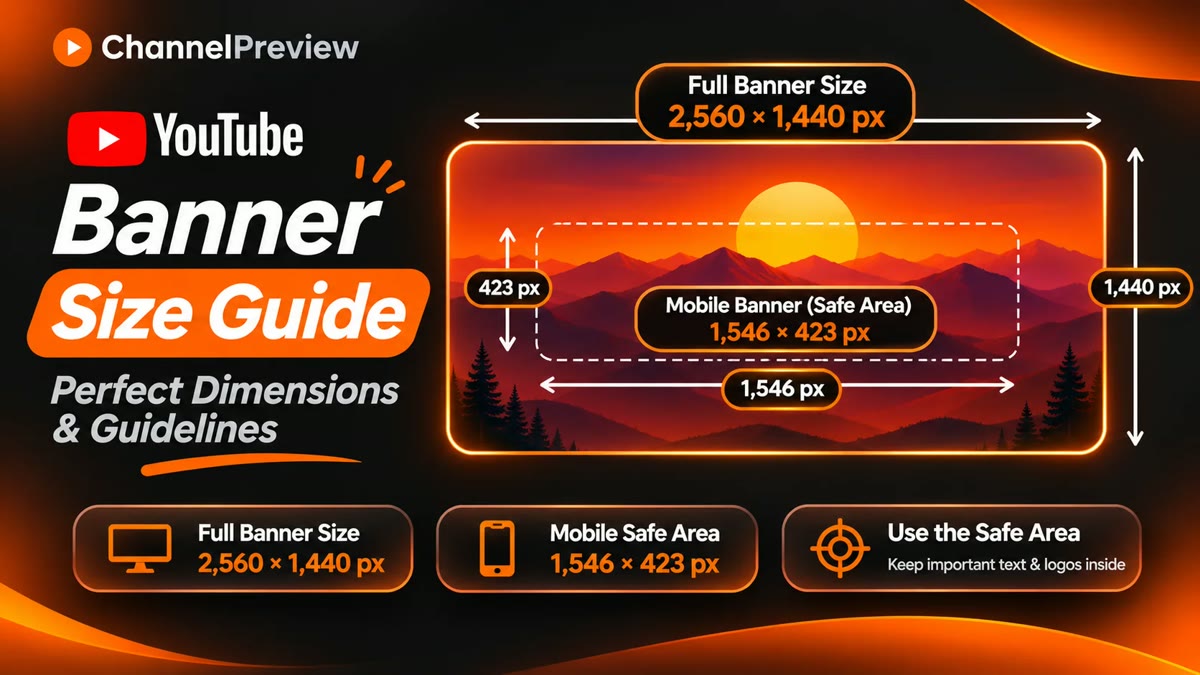 ChannelPreview
YouTube
Banner
Size Guide
Perfect Dimensions
& Guidelines
Full Banner Size
2,560 × 1,440 px
423 px
1,440 px
Mobile Banner (Safe Area)
1,546 × 423 px
1,546 px
Full Banner Size
2,560 × 1,440 px
Mobile Safe Area
1,546 × 423 px
Use the Safe Area
Keep important text & logos inside